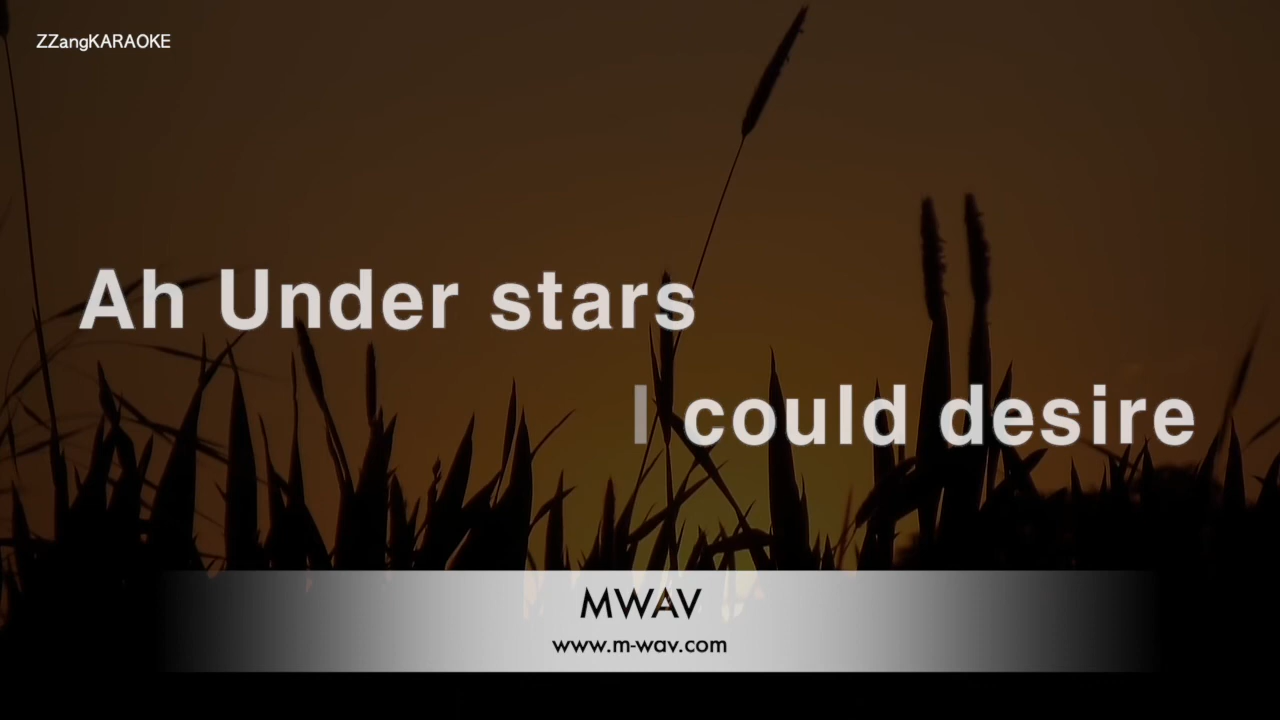 ZZangKARAOKE
Ah Under stars
I could desire
MWAV
www.m-wav.com